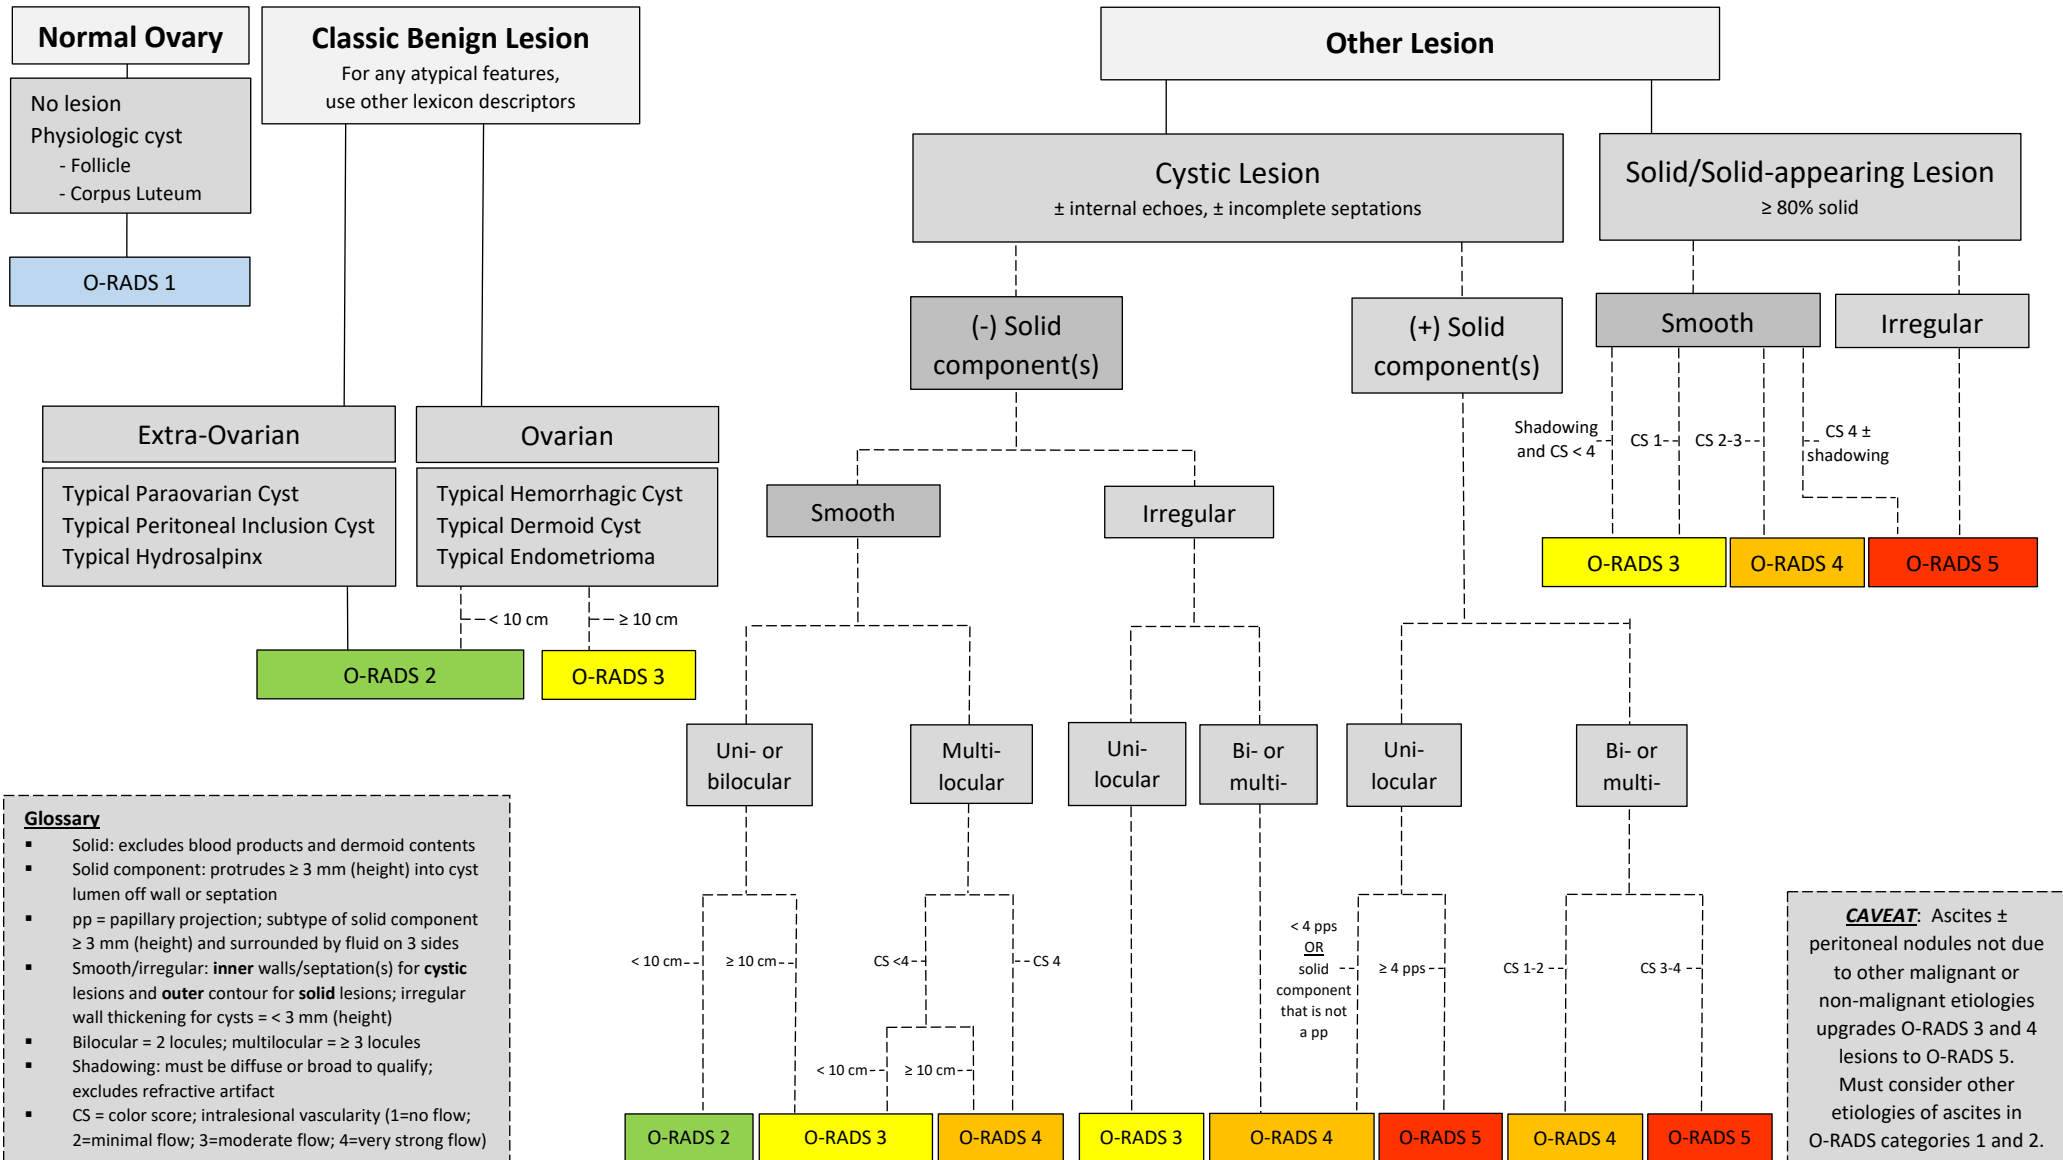 Normal Ovary
No lesion
Physiologic cyst
- Follicle
- Corpus Luteum
O-RADS 1
Classic Benign Lesion
For any atypical features,
use other lexicon descriptors
Extra-Ovarian
Typical Paraovarian Cyst
Typical Peritoneal Inclusion Cyst
Typical Hydrosalpinx
Ovarian
Typical Hemorrhagic Cyst
Typical Dermoid Cyst
Typical Endometrioma
< 10 cm
≥ 10 cm
O-RADS 2
O-RADS 3
Other Lesion
Cystic Lesion
± internal echoes, ± incomplete septations
Solid/Solid-appearing Lesion
≥ 80% solid
(-) Solid
component(s)
(+) Solid
component(s)
Smooth
Irregular
Shadowing
and CS < 4
CS 1
CS 2-3
CS 4 ±
shadowing
O-RADS 3
O-RADS 4
O-RADS 5
Smooth
Irregular
Uni- or
bilocular
Multi-
locular
Uni-
locular
Bi- or
multi-
Uni-
locular
Bi- or
multi-
< 10 cm
≥ 10 cm
CS <4
CS 4
< 10 cm
≥ 10 cm
< 4 pps
OR
solid
component
that is not
a pp
≥ 4 pps
CS 1-2
CS 3-4
O-RADS 2
O-RADS 3
O-RADS 4
O-RADS 3
O-RADS 4
O-RADS 5
O-RADS 4
O-RADS 5
Glossary
▪ Solid: excludes blood products and dermoid contents
▪ Solid component: protrudes ≥ 3 mm (height) into cyst
lumen off wall or septation
▪ pp = papillary projection; subtype of solid component
≥ 3 mm (height) and surrounded by fluid on 3 sides
▪ Smooth/irregular: inner walls/septation(s) for cystic
lesions and outer contour for solid lesions; irregular
wall thickening for cysts = < 3 mm (height)
▪ Bilocular = 2 locules; multilocular = ≥ 3 locules
▪ Shadowing: must be diffuse or broad to qualify;
excludes refractive artifact
▪ CS = color score; intralesional vascularity (1=no flow;
2=minimal flow; 3=moderate flow; 4=very strong flow)
CAVEAT: Ascites ±
peritoneal nodules not due
to other malignant or
non-malignant etiologies
upgrades O-RADS 3 and 4
lesions to O-RADS 5.
Must consider other
etiologies of ascites in
O-RADS categories 1 and 2.